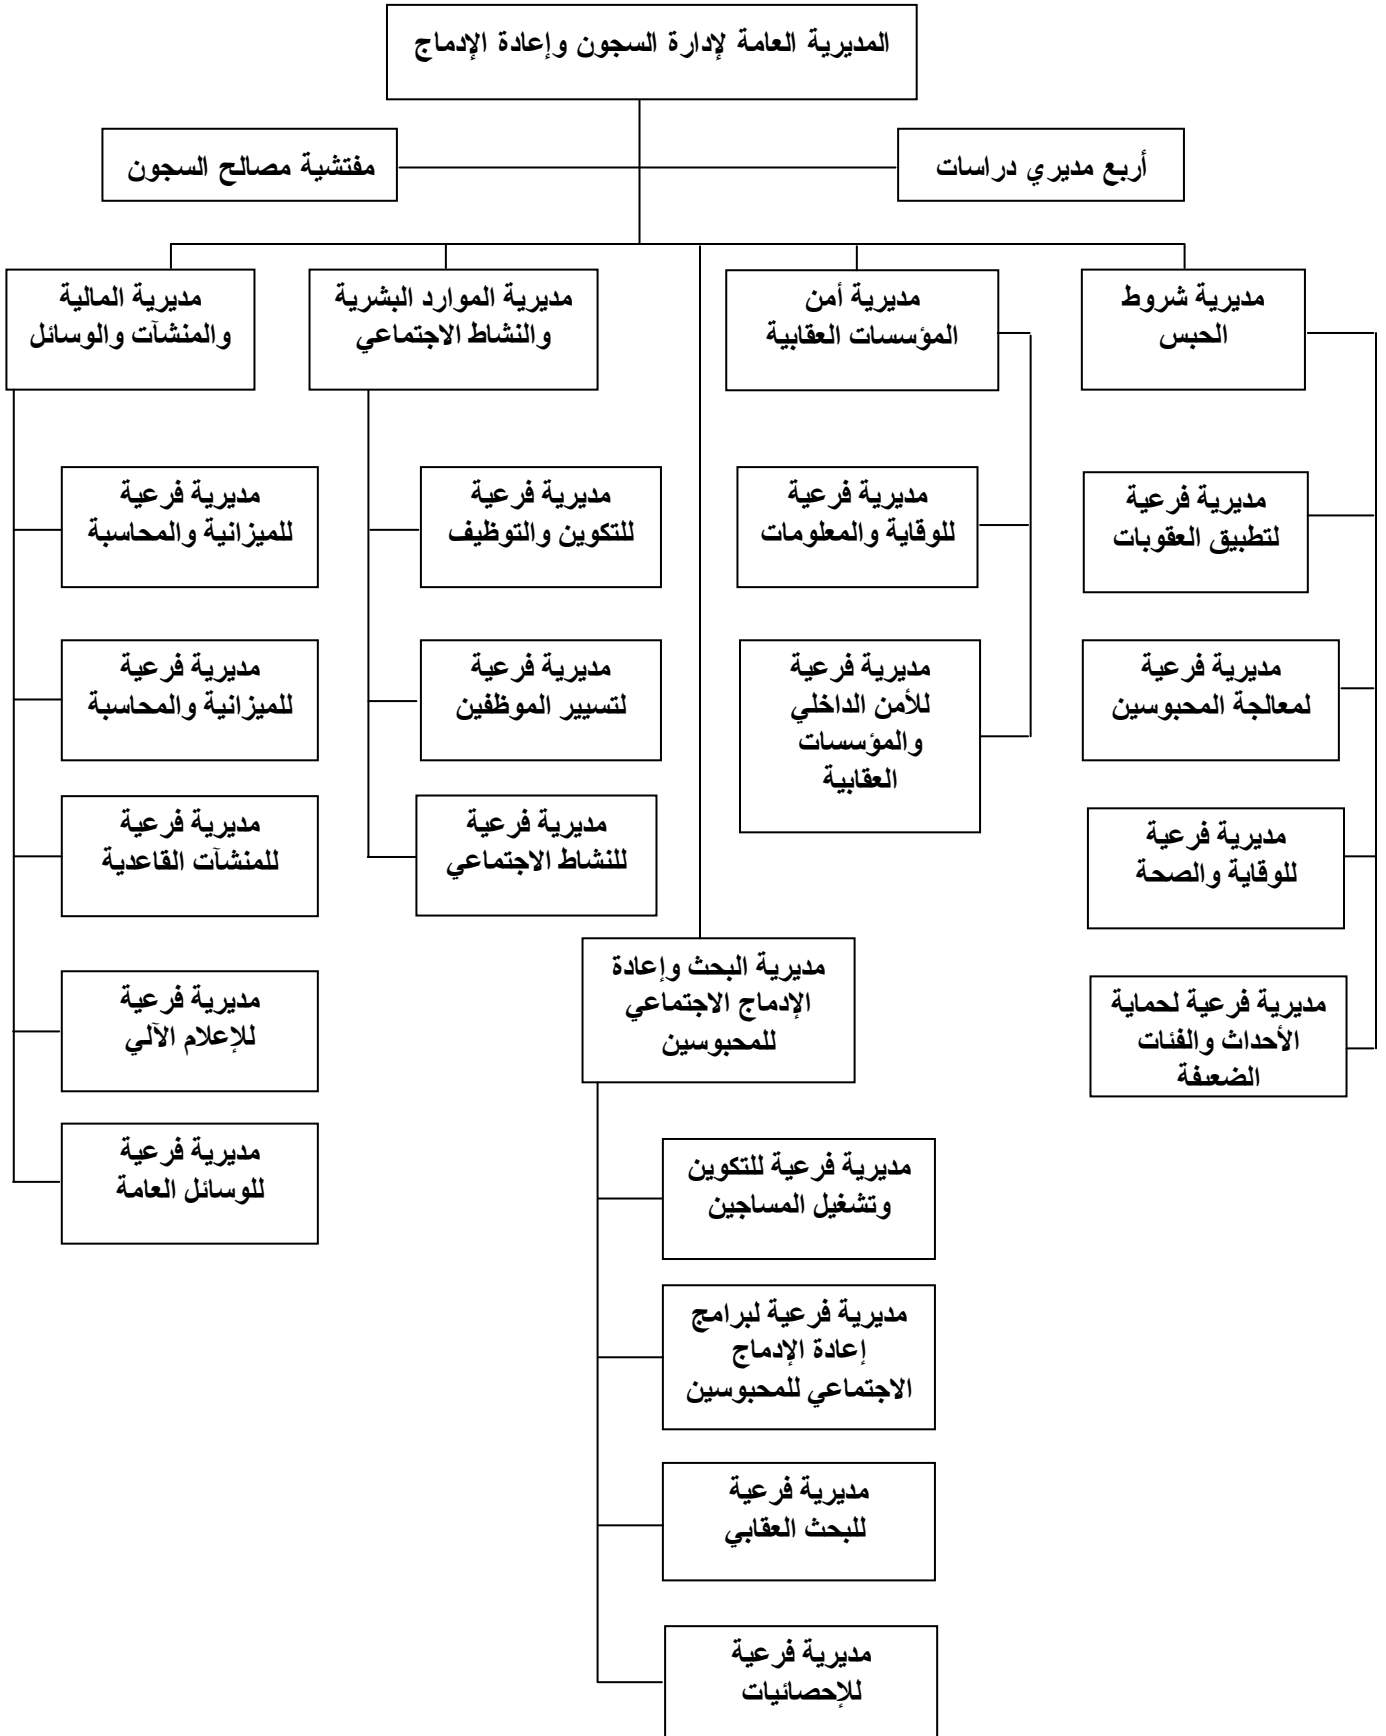 المديرية العامة لإدارة السجون وإعادة الإدماج
أربع مديري دراسات
مفتشية مصالح السجون
مديرية شروط
الحبس
مديرية أمن
المؤسسات العقابية
مديرية الموارد البشرية
والنشاط الاجتماعي
مديرية المالية
والمنشآت والوسائل
مديرية فرعية
لتطبيق العقوبات
مديرية فرعية
لمعالجة المحبوسين
مديرية فرعية
للوقاية والصحة
مديرية فرعية لحماية
الأحداث والفئات
الضعيفة
مديرية فرعية
للوقاية والمعلومات
مديرية فرعية
للأمن الداخلي
والمؤسسات
العقابية
مديرية فرعية
للتكوين والتوظيف
مديرية فرعية
لتسيير الموظفين
مديرية فرعية
للنشاط الاجتماعي
مديرية فرعية
للميزانية والمحاسبة
مديرية فرعية
للميزانية والمحاسبة
مديرية فرعية
للمنشآت القاعدية
مديرية فرعية
للإعلام الآلي
مديرية فرعية
للوسائل العامة
مديرية البحث وإعادة
الإدماج الاجتماعي
للمحبوسين
مديرية فرعية للتكوين
وتشغيل المساجين
مديرية فرعية لبرامج
إعادة الإدماج
الاجتماعي للمحبوسين
مديرية فرعية
للبحث العقابي
مديرية فرعية
للإحصائيات